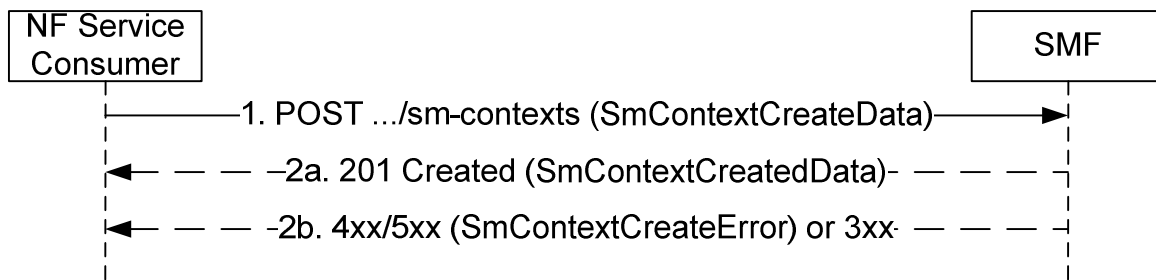 NF Service
Consumer
SMF
1. POST .../sm-contexts (SmContextCreateData)
2a. 201 Created (SmContextCreatedData)
2b. 4xx/5xx (SmContextCreateError) or 3xx